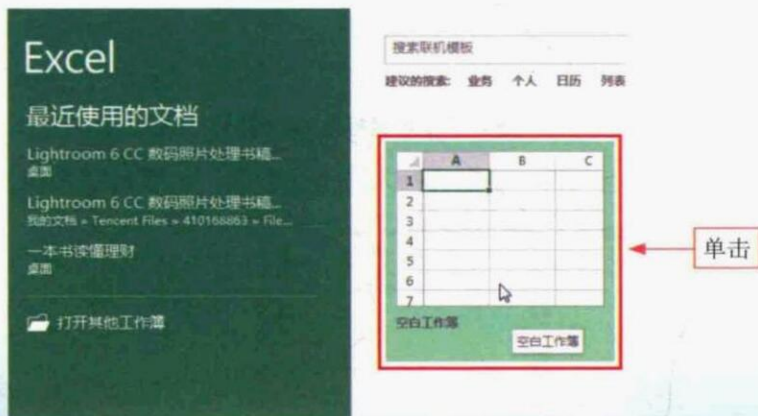 Excel
最近使用的文档
Lightroom 6 CC 数码照片处理书稿...
桌面
Lightroom 6 CC 数码照片处理书稿...
我的文档 » Tencent Files » 410168863 » File...
一本书读懂理财
桌面
打开其他工作簿
搜索联机模板
建议的搜索: 业务 个人 日历 列表
A B C
1
2
3
4
5
6
7
空白工作簿
空白工作簿
单击